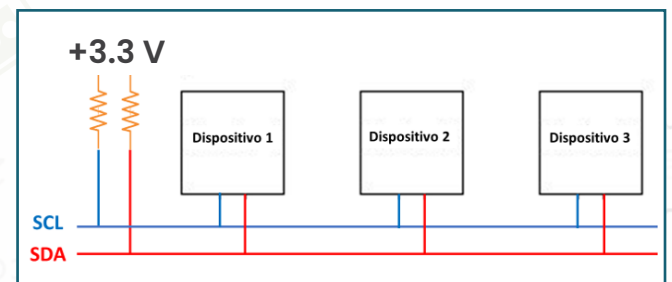 +3.3 V
Dispositivo 1
Dispositivo 2
Dispositivo 3
SCL
SDA